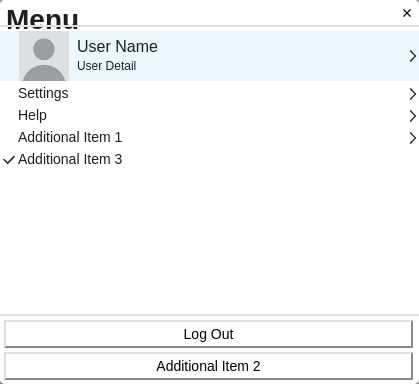 Menu
×
User Name
User Detail
Settings
Help
Additional Item 1
Additional Item 3
Log Out
Additional Item 2